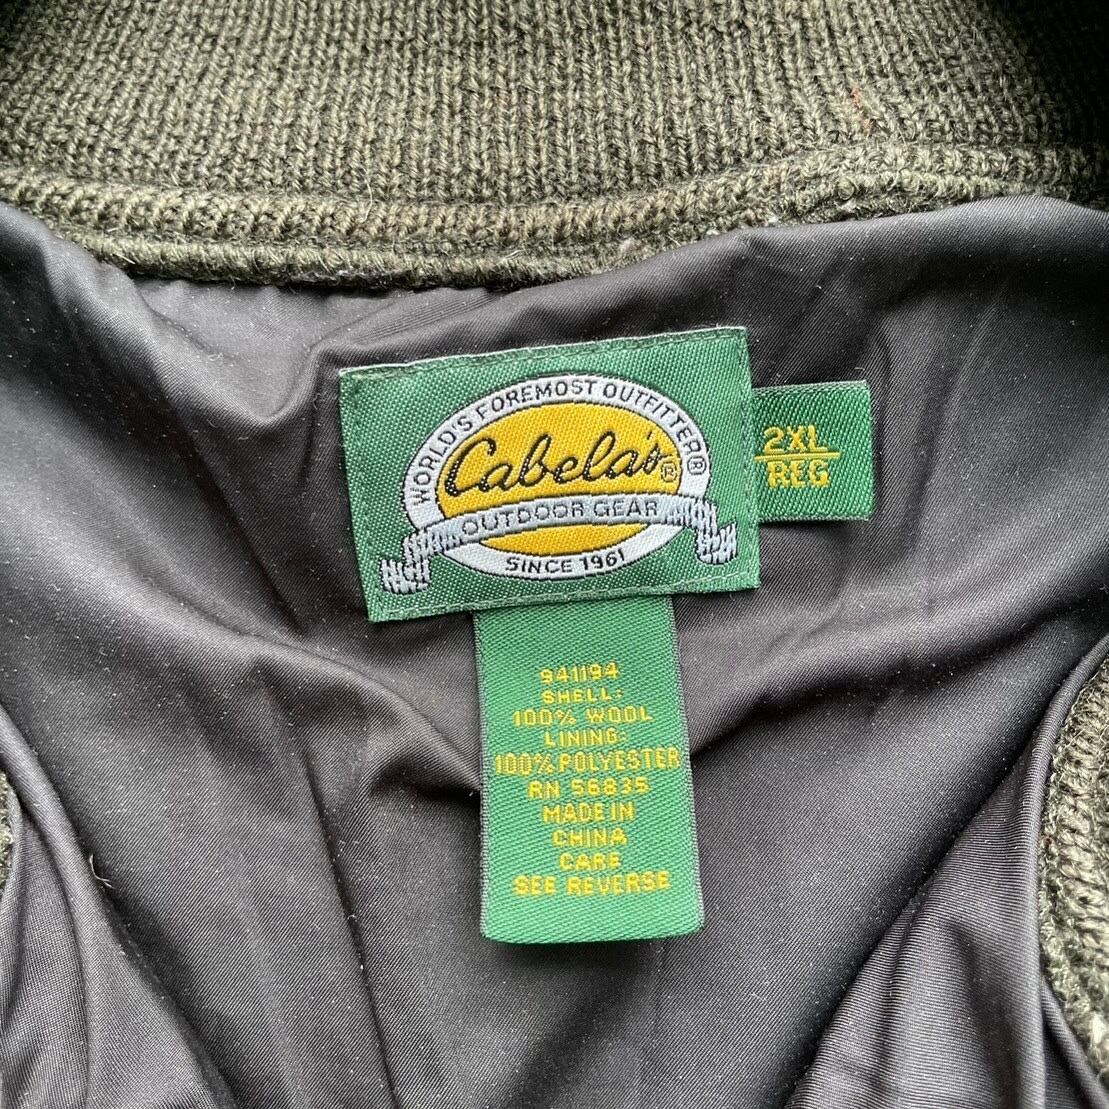 WORLD'S FOREMOST OUTFITTER®
Cabela's®
OUTDOOR GEAR
SINCE 1961
2XL
REG
941194
SHELL:
100% WOOL
LINING:
100% POLYESTER
RN 56835
MADE IN
CHINA
CARE
SEE REVERSE